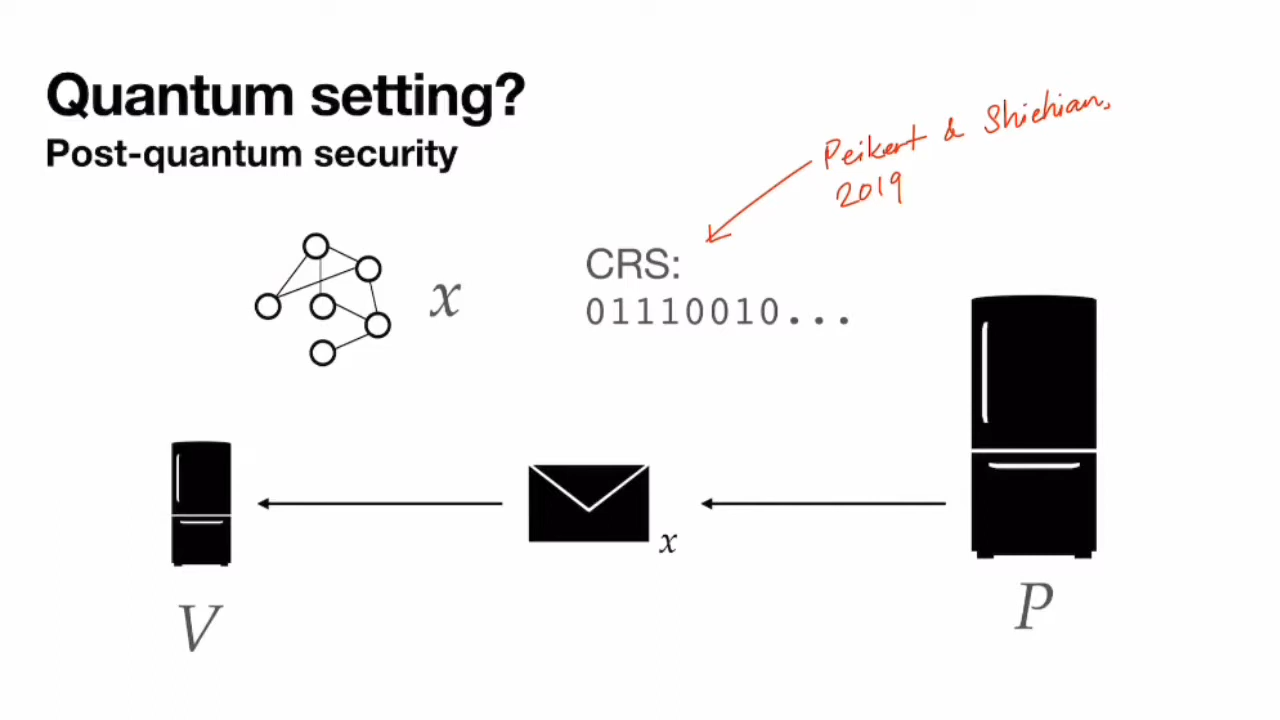 Quantum setting?
Post-quantum security
Peikert & Shiehian,
2019
x
CRS:
01110010...
x
V
P